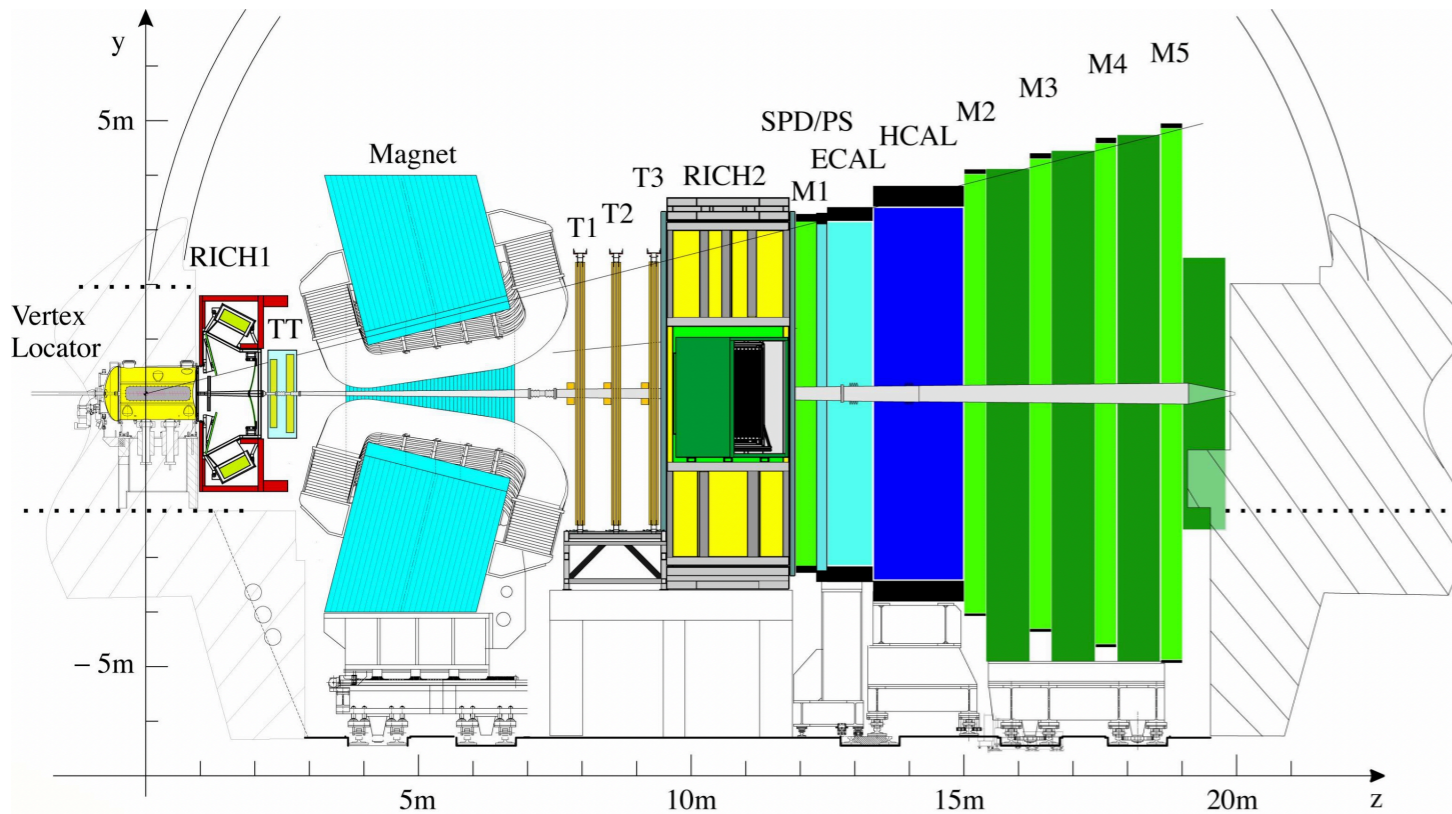 y
5m
Magnet
RICH1
Vertex
Locator
TT
T1
T2
T3
RICH2
M1
SPD/PS
ECAL
HCAL
M2
M3
M4
M5
− 5m
5m
10m
15m
20m
z